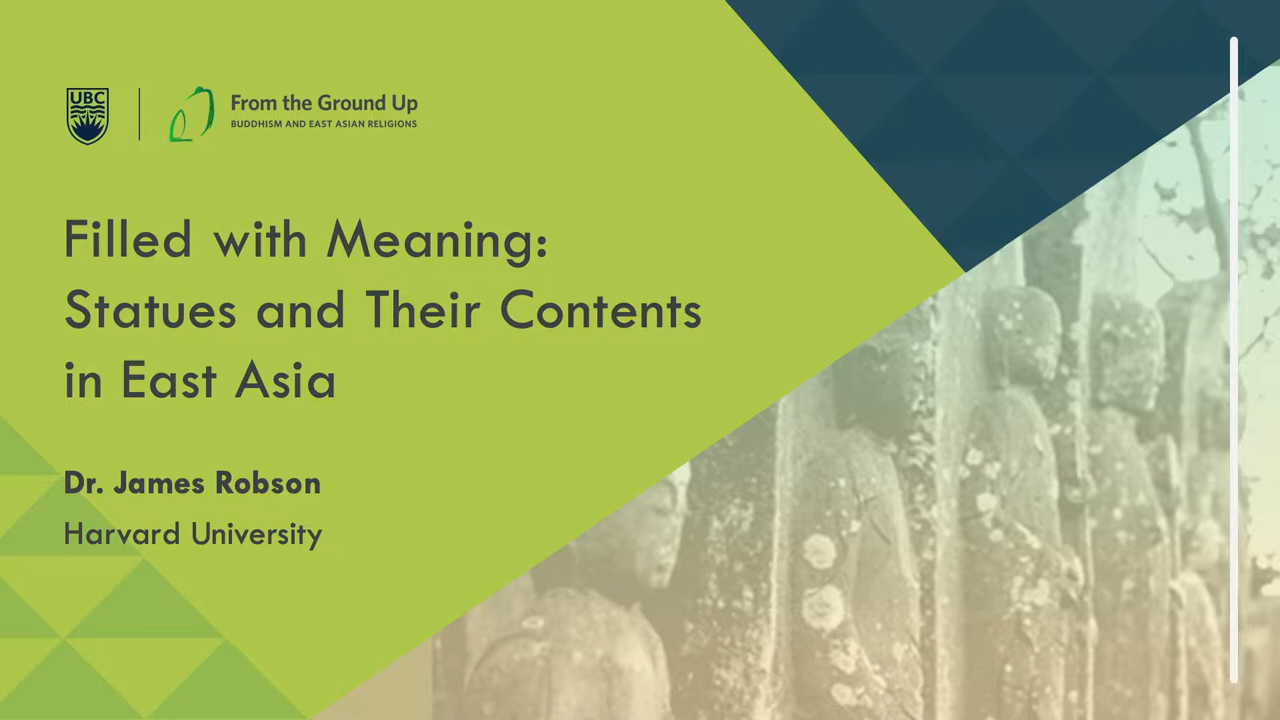 UBC
From the Ground Up
BUDDHISM AND EAST ASIAN RELIGIONS
Filled with Meaning:
Statues and Their Contents
in East Asia
Dr. James Robson
Harvard University